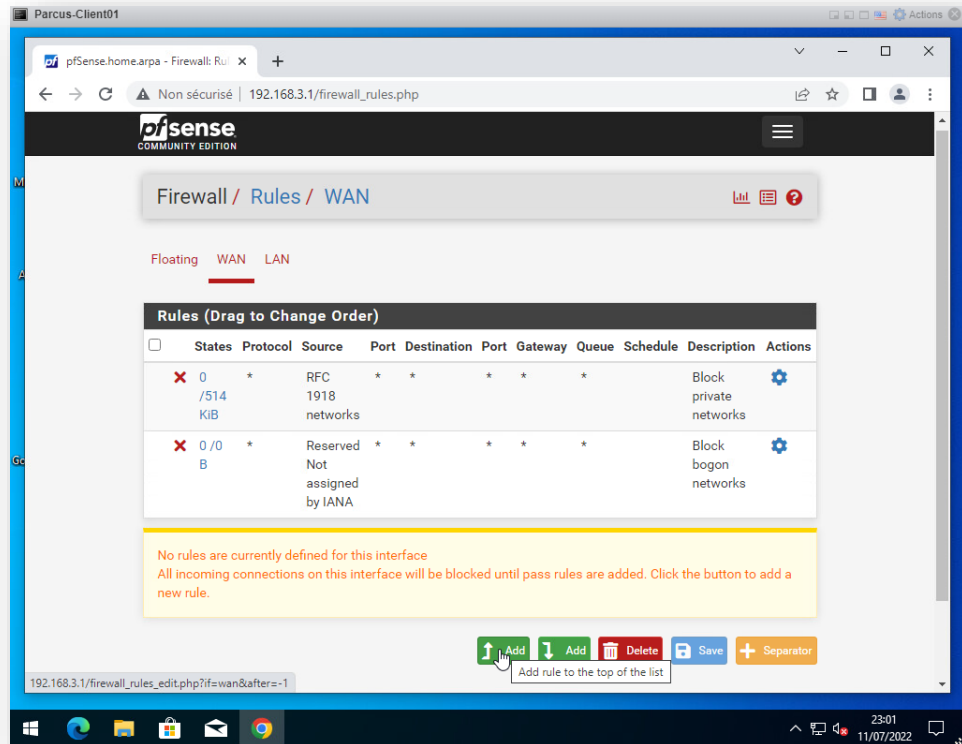 Parcus-Client01
Actions
pfSense.home.arpa - Firewall: Rul
Non sécurisé | 192.168.3.1/firewall_rules.php
pfsense
COMMUNITY EDITION
Firewall / Rules / WAN
Floating WAN LAN
Rules (Drag to Change Order)
States Protocol Source Port Destination Port Gateway Queue Schedule Description Actions
0 * RFC * * * * * Block
/514 1918 private
KiB networks networks
0 /0 * Reserved * * * * * Block
B Not bogon
assigned networks
by IANA
No rules are currently defined for this interface
All incoming connections on this interface will be blocked until pass rules are added. Click the button to add a
new rule.
Add Add Delete Save Separator
Add rule to the top of the list
192.168.3.1/firewall_rules_edit.php?if=wan&after=-1
23:01
11/07/2022